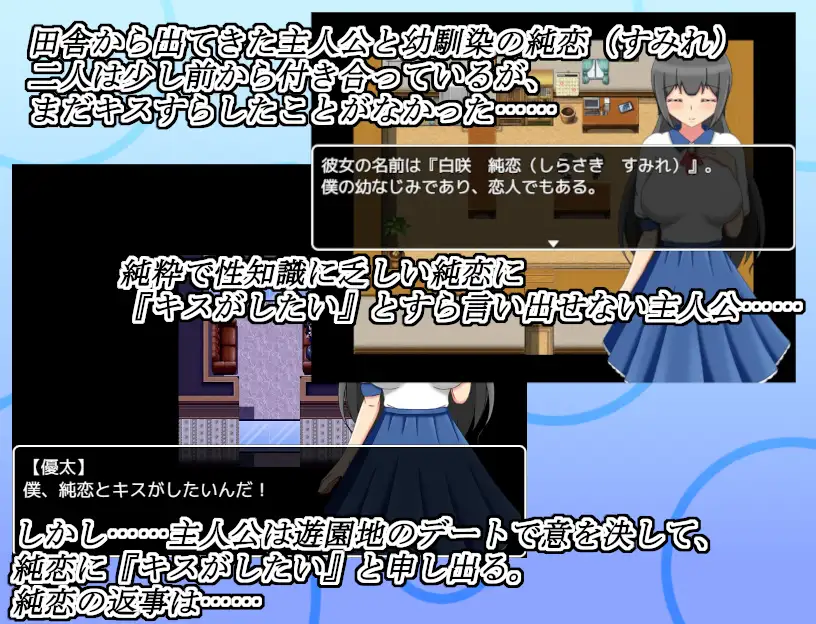 田舎から出てきた主人公と幼馴染の純恋（すみれ）
二人は少し前から付き合っているが、
まだキスすらしたことがなかった……
彼女の名前は『白咲　純恋（しらさき　すみれ）』。
僕の幼なじみであり、恋人でもある。
純粋で性知識に乏しい純恋に
『キスがしたい』とすら言い出せない主人公……
【優太】
僕、純恋とキスがしたいんだ！
しかし……主人公は遊園地のデートで意を決して、
純恋に『キスがしたい』と申し出る。
純恋の返事は……